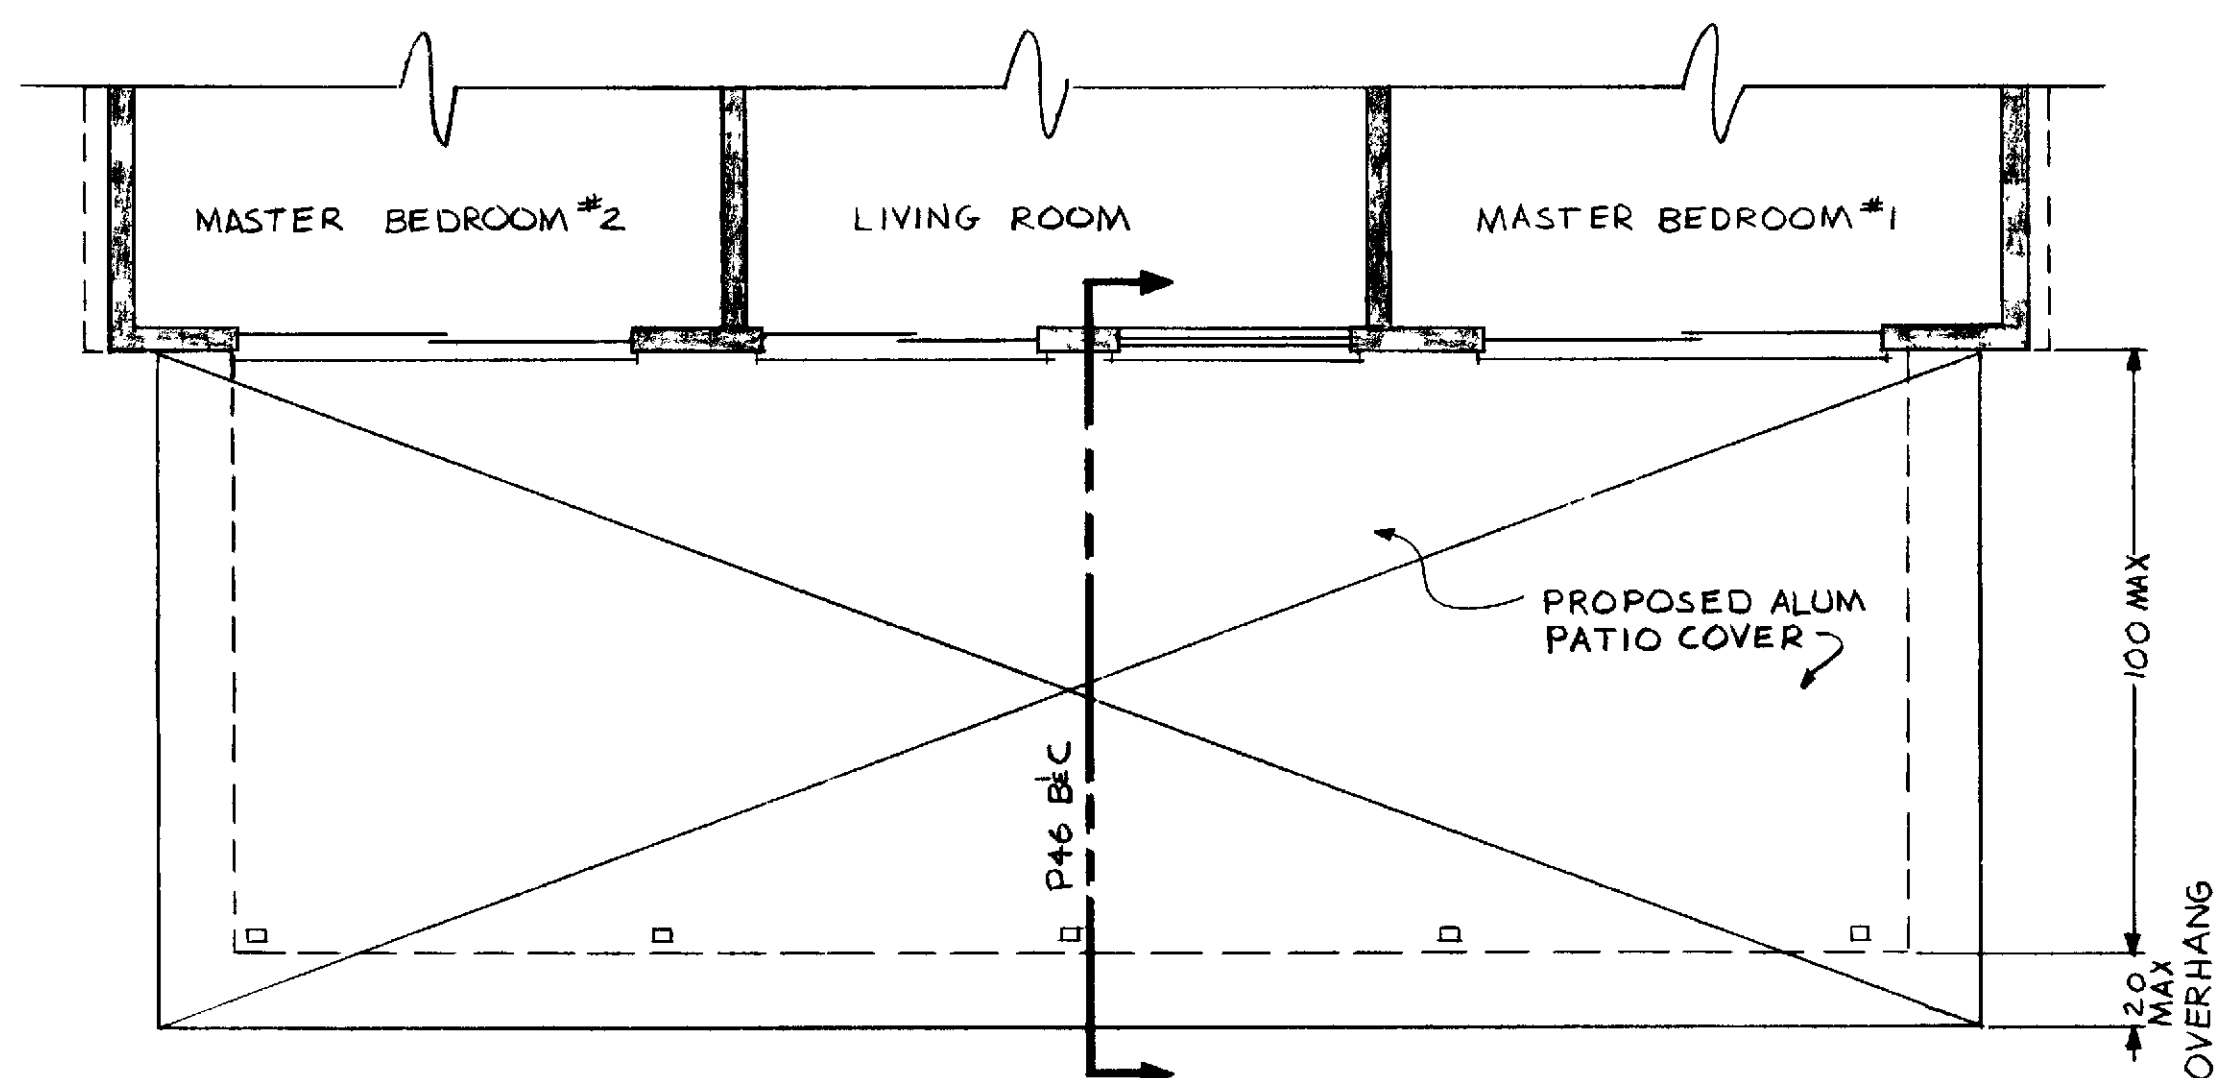 MASTER BEDROOM #2
LIVING ROOM
MASTER BEDROOM #1
PROPOSED ALUM
PATIO COVER
100 MAX
P46 B & C
20
MAX
OVERHANG